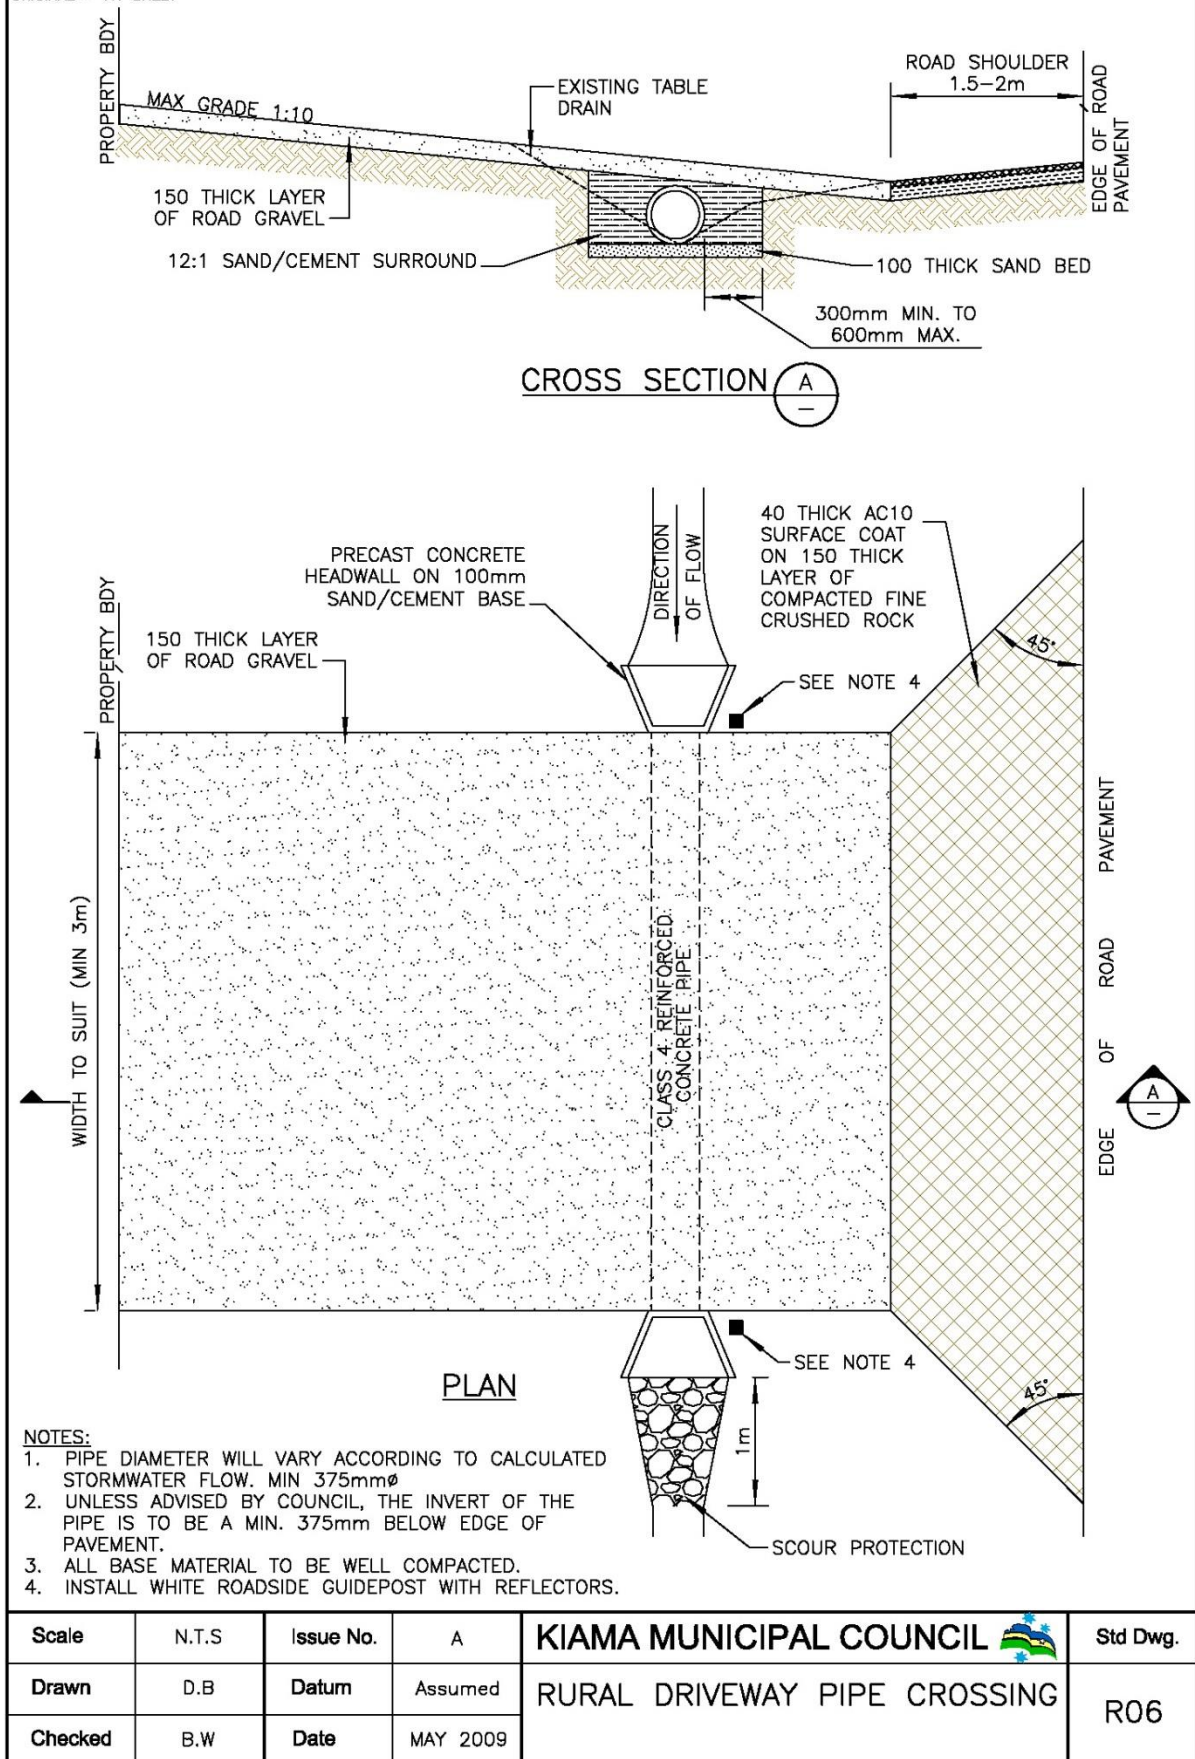 PROPERTY BDY
MAX GRADE 1:10
EXISTING TABLE
DRAIN
ROAD SHOULDER
1.5-2m
EDGE OF ROAD
PAVEMENT
150 THICK LAYER
OF ROAD GRAVEL
12:1 SAND/CEMENT SURROUND
100 THICK SAND BED
300mm MIN. TO
600mm MAX.
CROSS SECTION
A
–
PRECAST CONCRETE
HEADWALL ON 100mm
SAND/CEMENT BASE
DIRECTION
OF FLOW
40 THICK AC10
SURFACE COAT
ON 150 THICK
LAYER OF
COMPACTED FINE
CRUSHED ROCK
PROPERTY BDY
150 THICK LAYER
OF ROAD GRAVEL
45°
SEE NOTE 4
WIDTH TO SUIT (MIN 3m)
CLASS 4 REINFORCED
CONCRETE PIPE
EDGE OF ROAD PAVEMENT
A
–
SEE NOTE 4
45°
PLAN
1m
SCOUR PROTECTION
NOTES:
1. PIPE DIAMETER WILL VARY ACCORDING TO CALCULATED
STORMWATER FLOW. MIN 375mmø
2. UNLESS ADVISED BY COUNCIL, THE INVERT OF THE
PIPE IS TO BE A MIN. 375mm BELOW EDGE OF
PAVEMENT.
3. ALL BASE MATERIAL TO BE WELL COMPACTED.
4. INSTALL WHITE ROADSIDE GUIDEPOST WITH REFLECTORS.
Scale N.T.S Issue No. A KIAMA MUNICIPAL COUNCIL Std Dwg.
Drawn D.B Datum Assumed RURAL DRIVEWAY PIPE CROSSING R06
Checked B.W Date MAY 2009